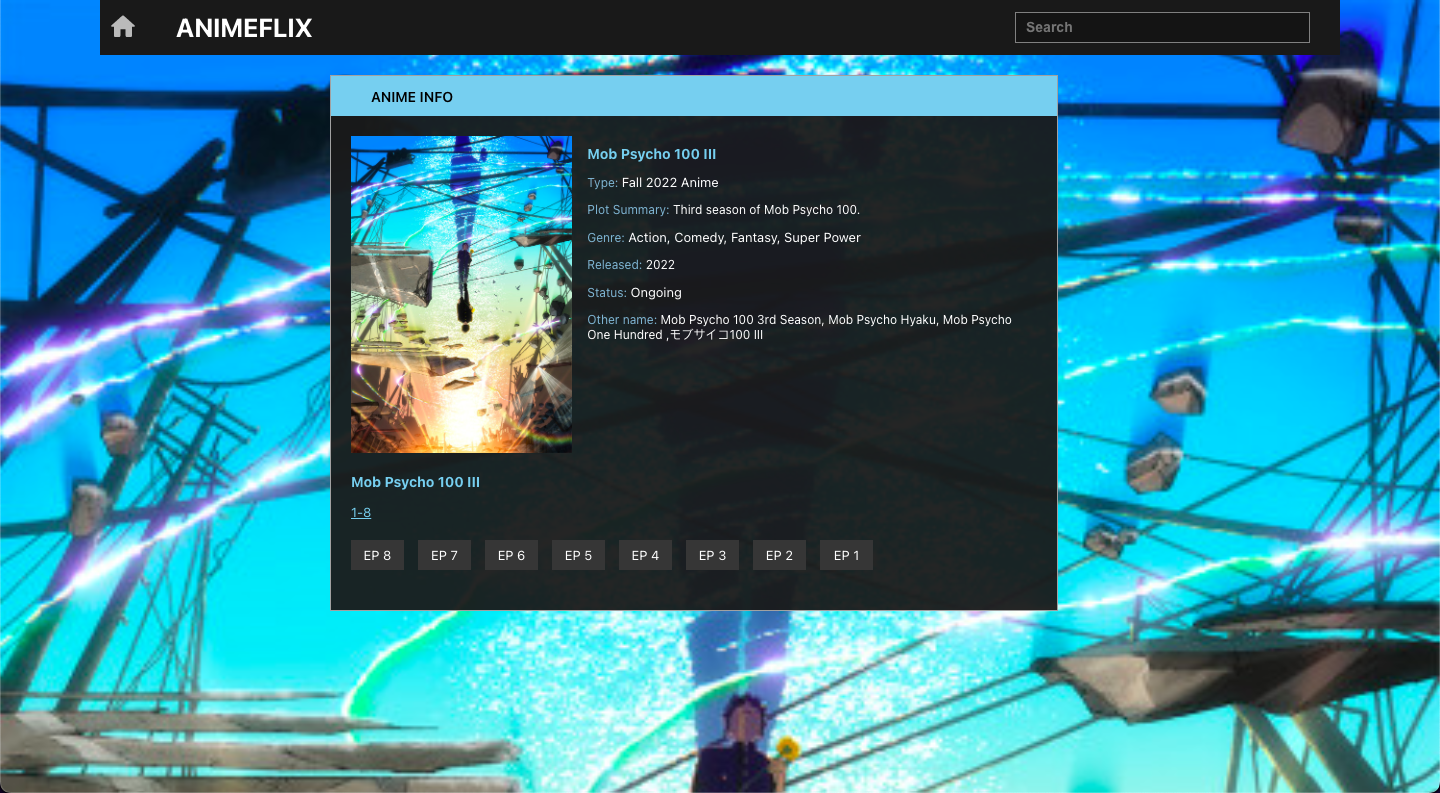 ANIMEFLIX
Search
ANIME INFO
Mob Psycho 100 III
Type: Fall 2022 Anime
Plot Summary: Third season of Mob Psycho 100.
Genre: Action, Comedy, Fantasy, Super Power
Released: 2022
Status: Ongoing
Other name: Mob Psycho 100 3rd Season, Mob Psycho Hyaku, Mob Psycho
One Hundred ,モブサイコ100 III
Mob Psycho 100 III
1-8
EP 8 EP 7 EP 6 EP 5 EP 4 EP 3 EP 2 EP 1